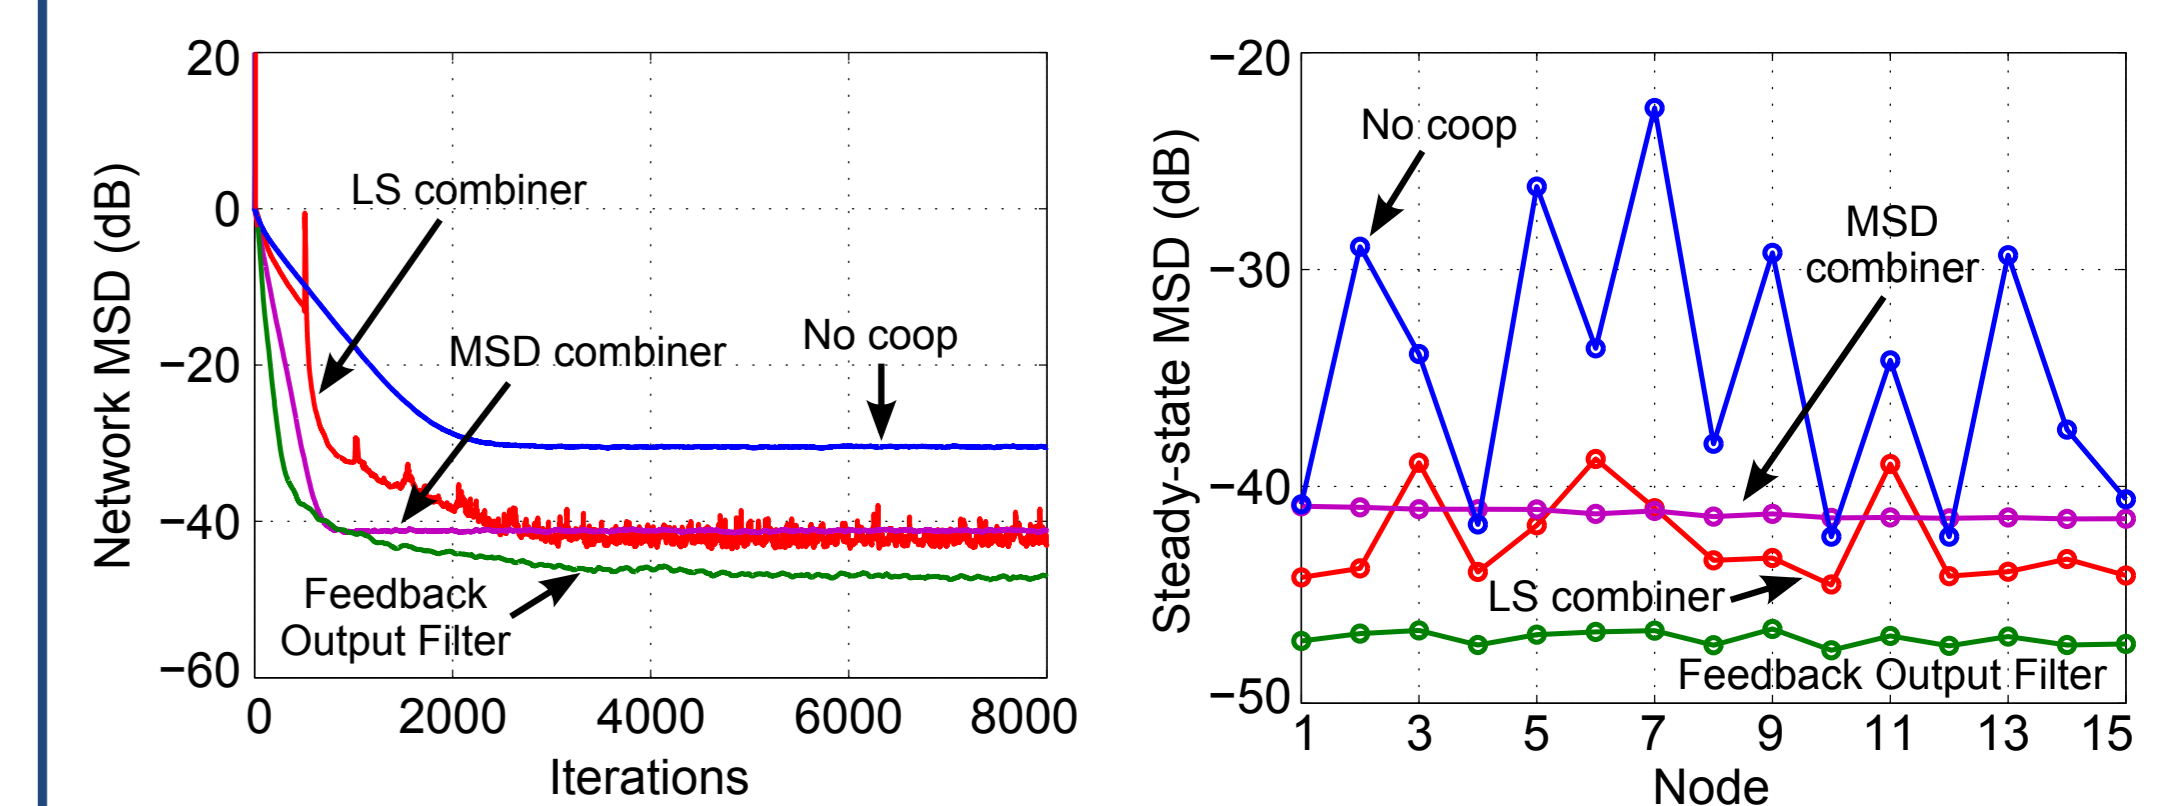 20
0
−20
−40
−60
Network MSD (dB)
LS combiner
MSD combiner
No coop
Feedback
Output Filter
0 2000 4000 6000 8000
Iterations
−20
−30
−40
−50
Steady-state MSD (dB)
No coop
MSD
combiner
LS combiner
Feedback Output Filter
1 3 5 7 9 11 13 15
Node